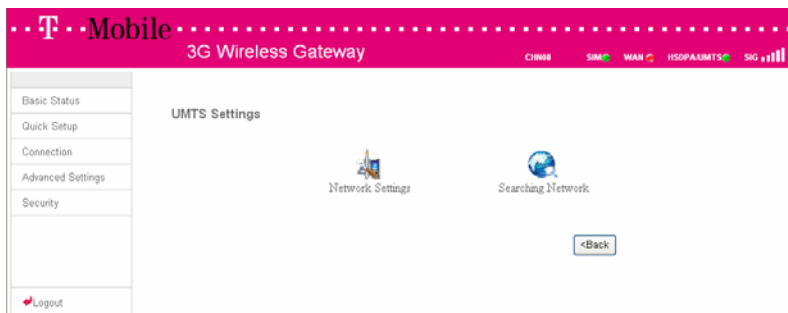 T Mobile
3G Wireless Gateway
CHN08 SIM WAN HSDPA/UMTS SIG
Basic Status
Quick Setup
Connection
Advanced Settings
Security
Logout
UMTS Settings
Network Settings
Searching Network
<Back